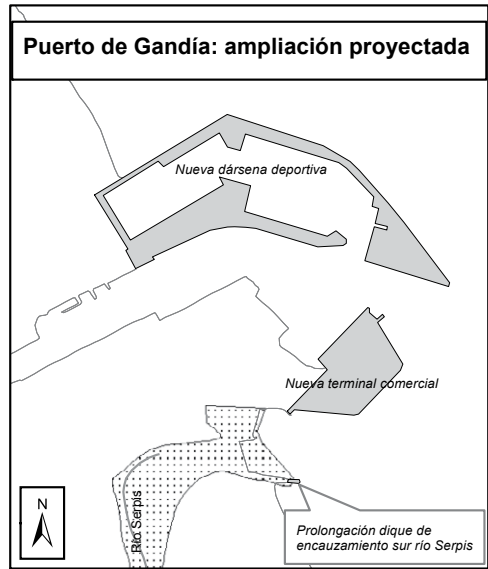 Puerto de Gandía: ampliación proyectada
Nueva dársena deportiva
Nueva terminal comercial
Río Serpis
N
Prolongación dique de
encauzamiento sur río Serpis